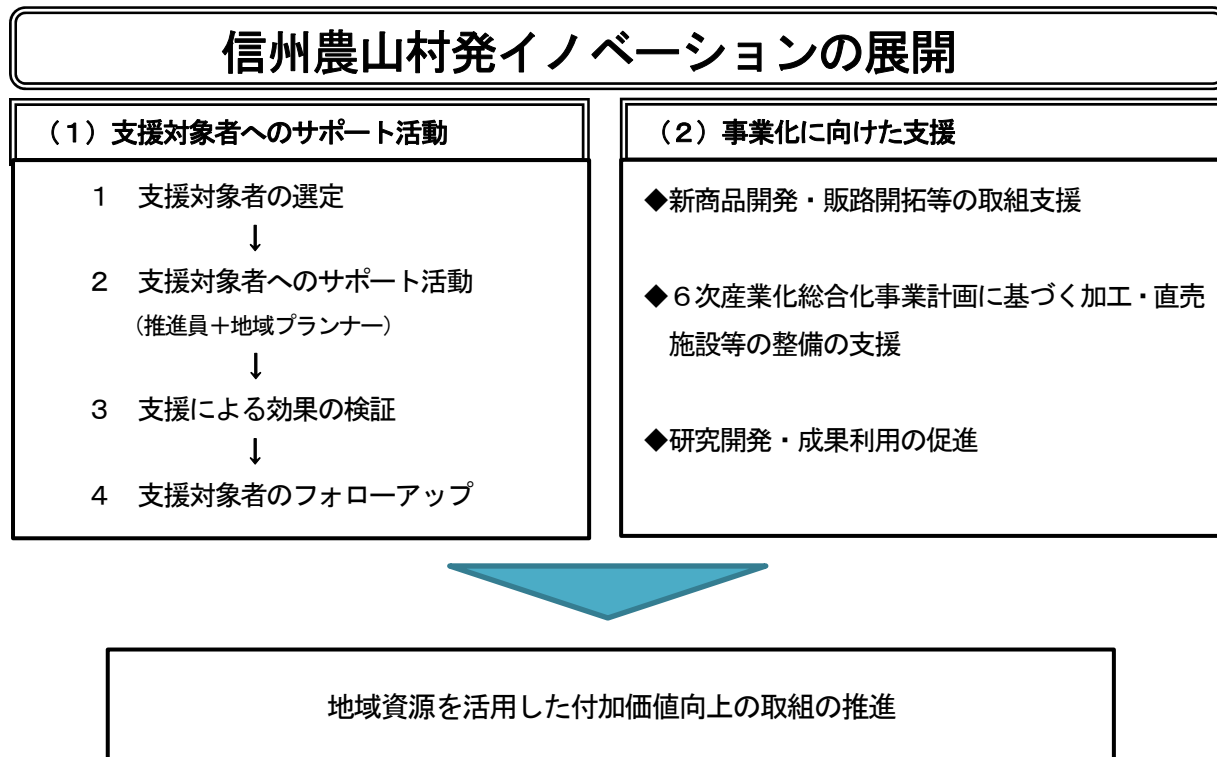 信州農山村発イノベーションの展開
（１）支援対象者へのサポート活動
１　支援対象者の選定
↓
２　支援対象者へのサポート活動
（推進員＋地域プランナー）
↓
３　支援による効果の検証
↓
４　支援対象者のフォローアップ
（２）事業化に向けた支援
◆新商品開発・販路開拓等の取組支援
◆６次産業化総合化事業計画に基づく加工・直売
施設等の整備の支援
◆研究開発・成果利用の促進
地域資源を活用した付加価値向上の取組の推進